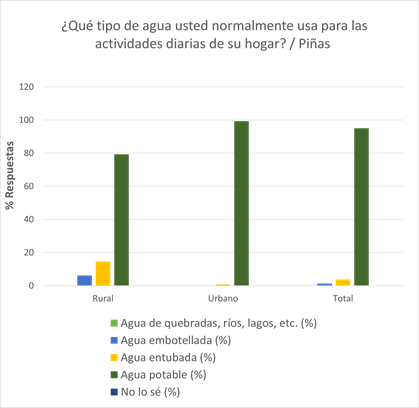 ¿Qué tipo de agua usted normalmente usa para las
actividades diarias de su hogar? / Piñas
% Respuestas
120
100
80
60
40
20
0
Rural
Urbano
Total
Agua de quebradas, ríos, lagos, etc. (%)
Agua embotellada (%)
Agua entubada (%)
Agua potable (%)
No lo sé (%)